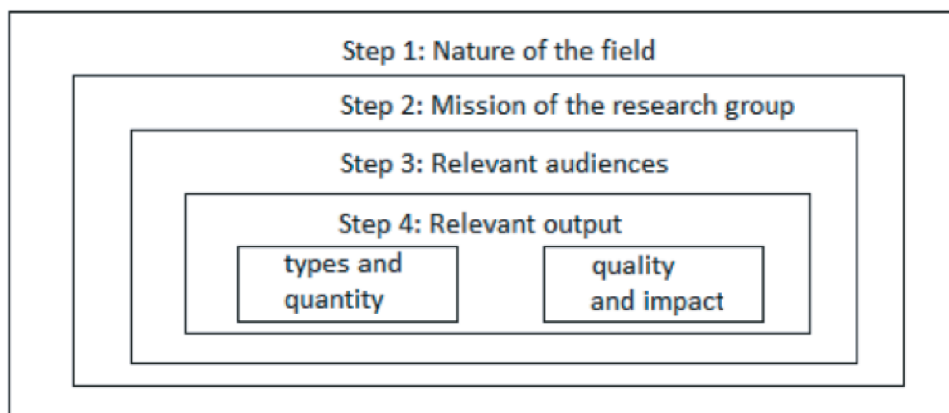 Step 1: Nature of the field
Step 2: Mission of the research group
Step 3: Relevant audiences
Step 4: Relevant output
types and
quantity
quality
and impact